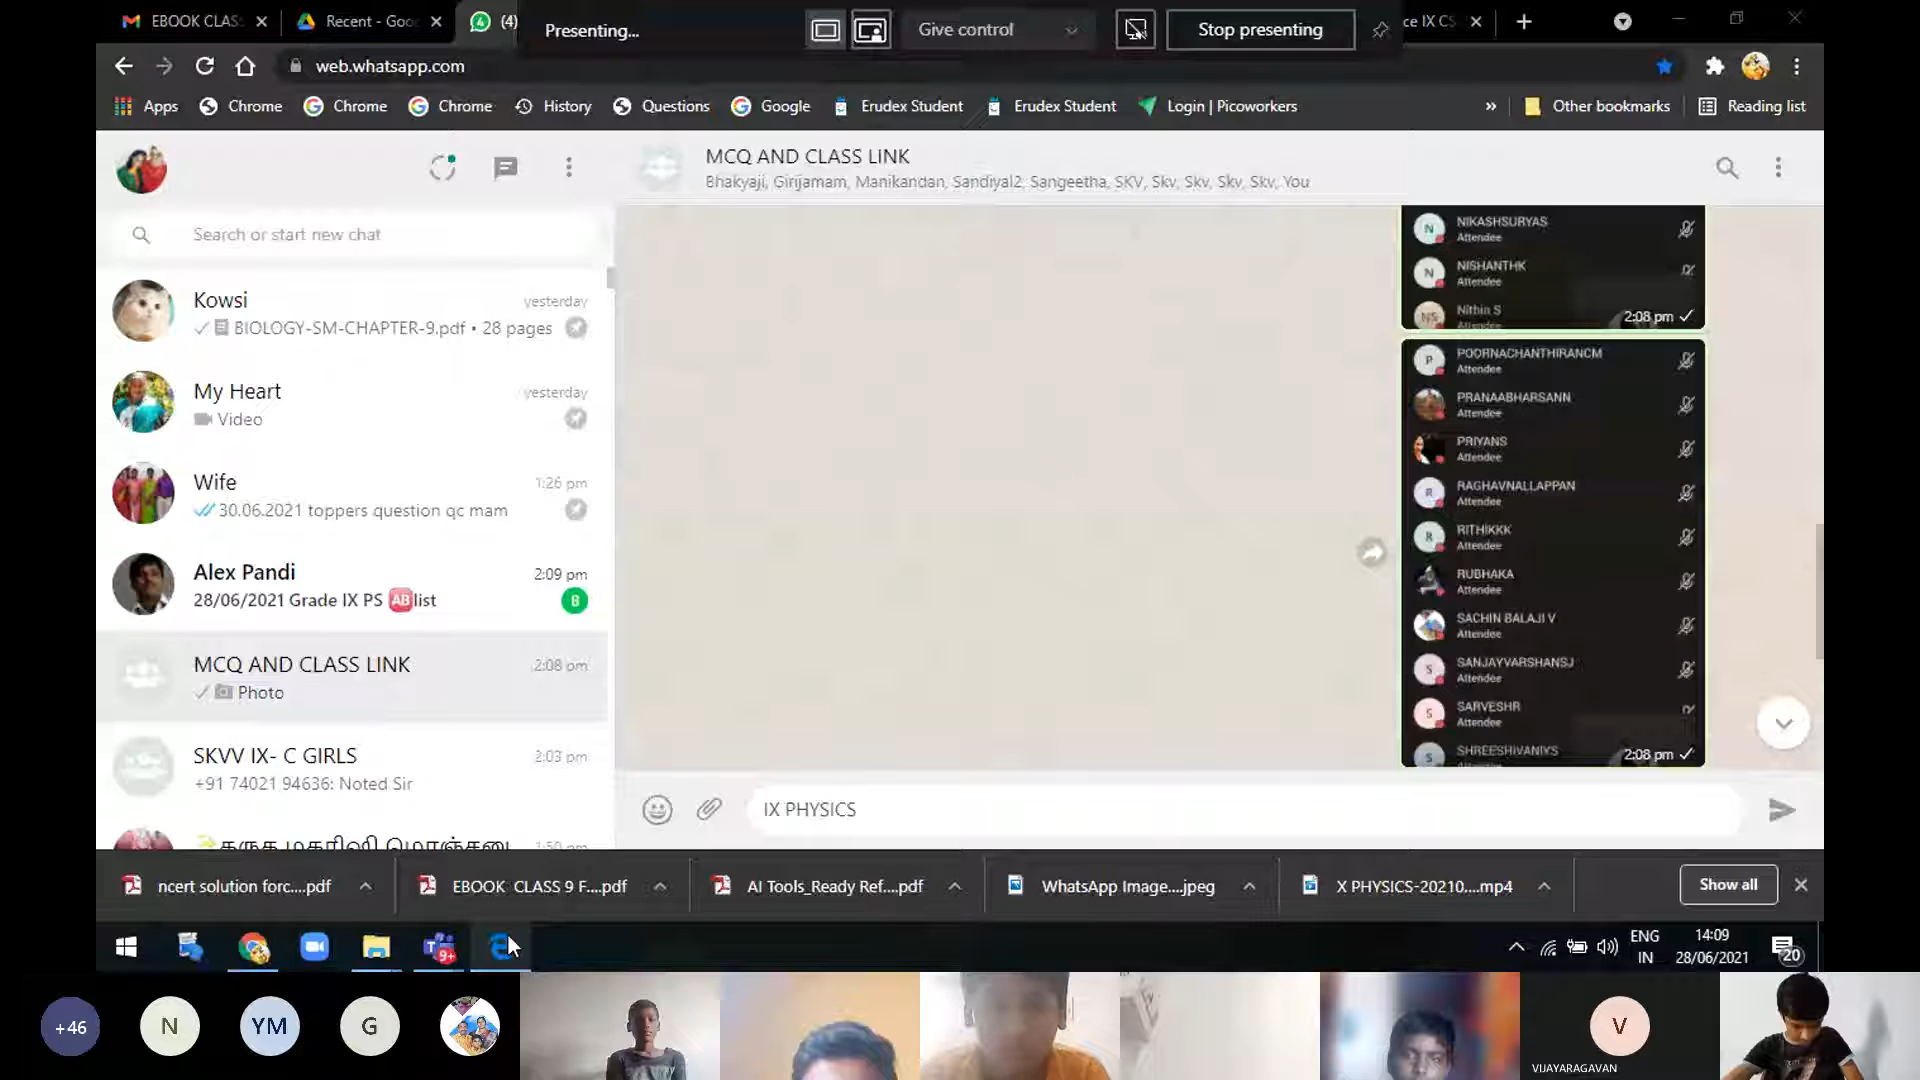 EBOOK CLAS
Recent - Goo
(4)
Presenting...
Give control
Stop presenting
ce IX CS
web.whatsapp.com
Apps
Chrome
Chrome
Chrome
History
Questions
Google
Erudex Student
Erudex Student
Login | Picoworkers
»
Other bookmarks
Reading list
MCQ AND CLASS LINK
Bhakyaji, Girijamam, Manikandan, Sandiyal2, Sangeetha, SKV, Skv, Skv, Skv, Skv, You
Search or start new chat
Kowsi
yesterday
BIOLOGY-SM-CHAPTER-9.pdf • 28 pages
My Heart
yesterday
Video
Wife
1:26 pm
30.06.2021 toppers question qc mam
Alex Pandi
2:09 pm
28/06/2021 Grade IX PS 🆎list
8
MCQ AND CLASS LINK
2:08 pm
Photo
SKVV IX- C GIRLS
2:03 pm
+91 74021 94636: Noted Sir
1:50 pm
N
NIKASHSURYAS
Attendee
N
NISHANTHK
Attendee
NS
Nithin S
Attendee
2:08 pm
P
POORNACHANTHIRANCM
Attendee
PRANAABHARSANN
Attendee
PRIYANS
Attendee
R
RAGHAVNALLAPPAN
Attendee
R
RITHIKKK
Attendee
RUBHAKA
Attendee
SACHIN BALAJI V
Attendee
S
SANJAYVARSHANSJ
Attendee
S
SARVESHR
Attendee
S
SHREESHIVANIYS
2:08 pm
IX PHYSICS
ncert solution forc....pdf
EBOOK CLASS 9 F....pdf
AI Tools_Ready Ref....pdf
WhatsApp Image....jpeg
X PHYSICS-20210....mp4
Show all
9+
ENG
IN
14:09
28/06/2021
20
+46
N
YM
G
V
VIJAYARAGAVAN